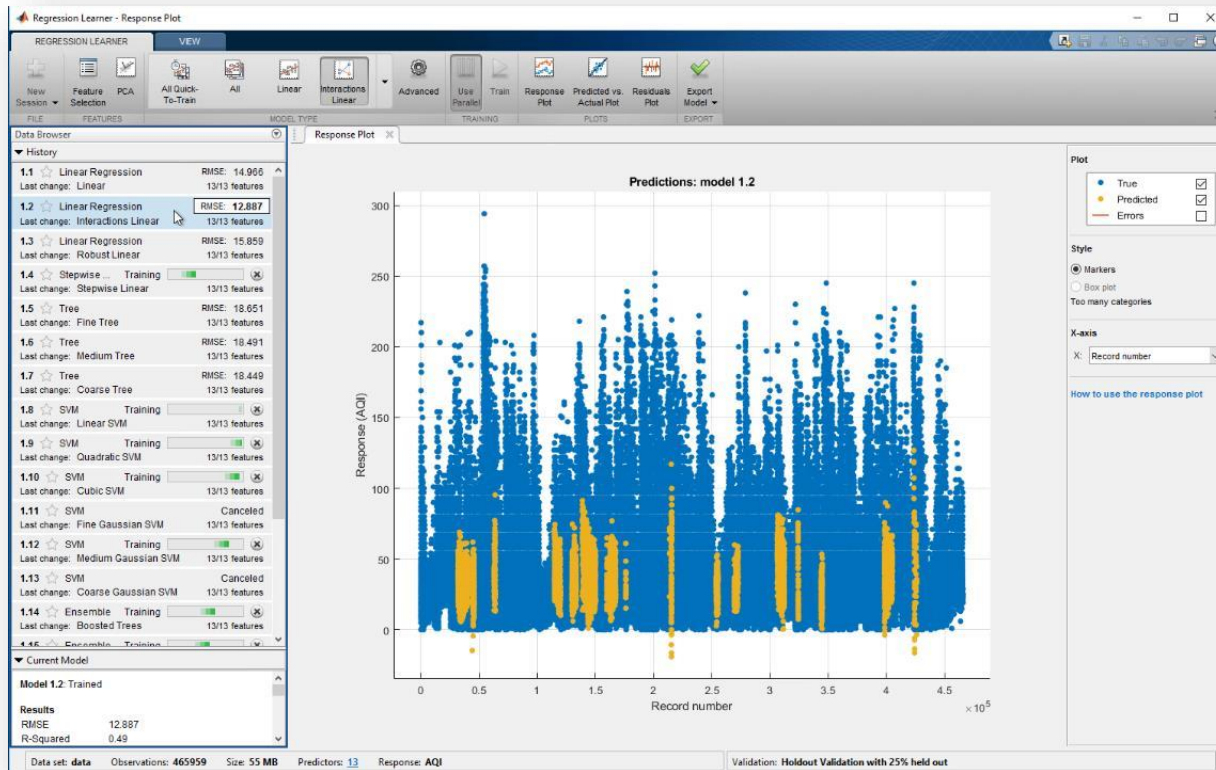 Regression Learner - Response Plot
REGRESSION LEARNER VIEW
New Session
Feature Selection
PCA
All Quick-To-Train
All
Linear
Interactions Linear
Advanced
Use Parallel
Train
Response Plot
Predicted vs. Actual Plot
Residuals Plot
Export Model
FILE FEATURES MODEL TYPE TRAINING PLOTS EXPORT
Data Browser
Response Plot
History
1.1 Linear Regression RMSE: 14.966
Last change: Linear 13/13 features
1.2 Linear Regression RMSE: 12.887
Last change: Interactions Linear 13/13 features
1.3 Linear Regression RMSE: 15.859
Last change: Robust Linear 13/13 features
1.4 Stepwise ... Training
Last change: Stepwise Linear 13/13 features
1.5 Tree RMSE: 18.651
Last change: Fine Tree 13/13 features
1.6 Tree RMSE: 18.491
Last change: Medium Tree 13/13 features
1.7 Tree RMSE: 18.449
Last change: Coarse Tree 13/13 features
1.8 SVM Training
Last change: Linear SVM 13/13 features
1.9 SVM Training
Last change: Quadratic SVM 13/13 features
1.10 SVM Training
Last change: Cubic SVM 13/13 features
1.11 SVM Canceled
Last change: Fine Gaussian SVM 13/13 features
1.12 SVM Training
Last change: Medium Gaussian SVM 13/13 features
1.13 SVM Canceled
Last change: Coarse Gaussian SVM 13/13 features
1.14 Ensemble Training
Last change: Boosted Trees 13/13 features
1.15 Ensemble Training
Current Model
Model 1.2: Trained
Results
RMSE 12.887
R-Squared 0.49
Predictions: model 1.2
Response (AQI)
300
250
200
150
100
50
0
0 0.5 1 1.5 2 2.5 3 3.5 4 4.5
Record number
× 10⁵
Plot
True
Predicted
Errors
Style
Markers
Box plot
Too many categories
X-axis
X: Record number
How to use the response plot
Data set: data Observations: 465959 Size: 55 MB Predictors: 13 Response: AQI Validation: Holdout Validation with 25% held out